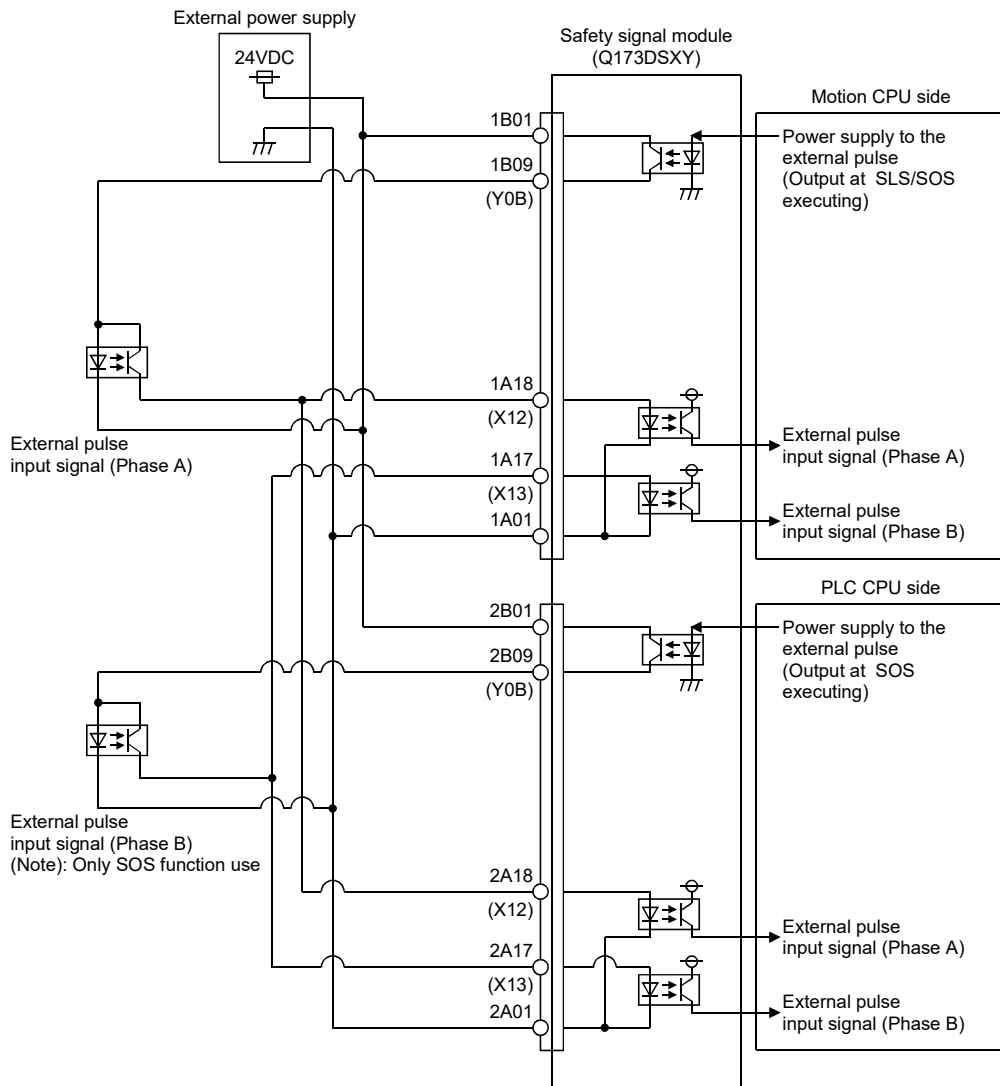 External power supply
24VDC
Safety signal module
(Q173DSXY)
Motion CPU side
1B01
1B09
(Y0B)
Power supply to the
external pulse
(Output at SLS/SOS
executing)
External pulse
input signal (Phase A)
1A18
(X12)
1A17
(X13)
1A01
External pulse
input signal (Phase A)
External pulse
input signal (Phase B)
PLC CPU side
2B01
2B09
(Y0B)
Power supply to the
external pulse
(Output at SOS
executing)
External pulse
input signal (Phase B)
(Note): Only SOS function use
2A18
(X12)
2A17
(X13)
2A01
External pulse
input signal (Phase A)
External pulse
input signal (Phase B)